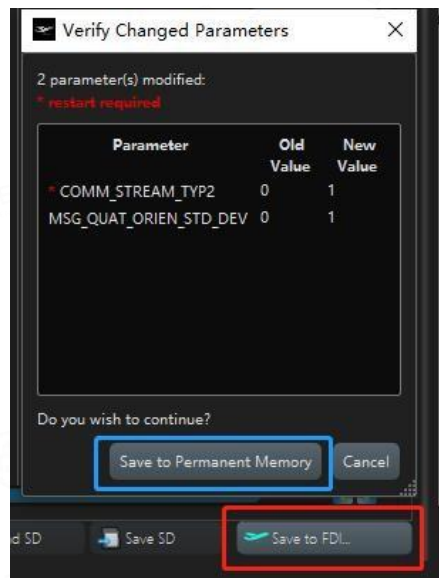 Verify Changed Parameters
2 parameter(s) modified:
* restart required
Parameter Old Value New Value
* COMM_STREAM_TYP2 0 1
MSG_QUAT_ORIEN_STD_DEV 0 1
Do you wish to continue?
Save to Permanent Memory Cancel
d SD Save SD Save to FDI...